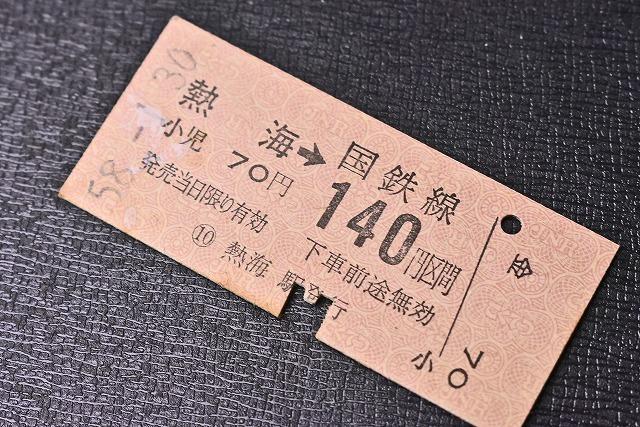 58.-7.30
熱 海→国鉄線
小児 70円 140円区間
発売当日限り有効 下車前途無効
⑩ 熱海 駅発行
小 70